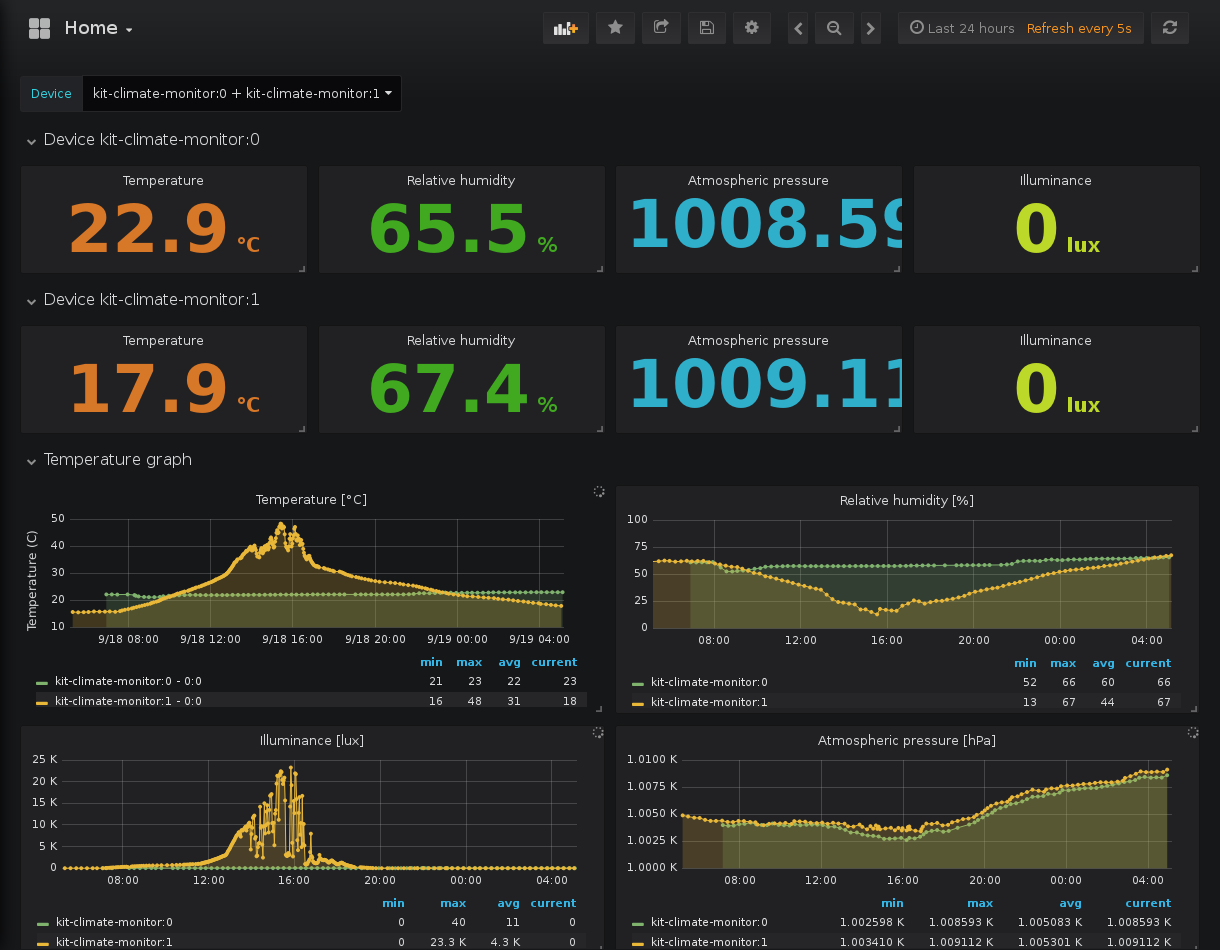 Home
Last 24 hours Refresh every 5s
Device kit-climate-monitor:0 + kit-climate-monitor:1
Device kit-climate-monitor:0
Temperature Relative humidity Atmospheric pressure Illuminance
22.9 °C 65.5 % 1008.59 0 lux
Device kit-climate-monitor:1
Temperature Relative humidity Atmospheric pressure Illuminance
17.9 °C 67.4 % 1009.11 0 lux
Temperature graph
Temperature [°C]
Temperature (C)
50
40
30
20
10
9/18 08:00 9/18 12:00 9/18 16:00 9/18 20:00 9/19 00:00 9/19 04:00
min max avg current
kit-climate-monitor:0 - 0:0 21 23 22 23
kit-climate-monitor:1 - 0:0 16 48 31 18
Relative humidity [%]
100
75
50
25
0
08:00 12:00 16:00 20:00 00:00 04:00
min max avg current
kit-climate-monitor:0 52 66 60 66
kit-climate-monitor:1 13 67 44 67
Illuminance [lux]
25 K
20 K
15 K
10 K
5 K
0
08:00 12:00 16:00 20:00 00:00 04:00
min max avg current
kit-climate-monitor:0 0 40 11 0
kit-climate-monitor:1 0 23.3 K 4.3 K 0
Atmospheric pressure [hPa]
1.0100 K
1.0075 K
1.0050 K
1.0025 K
1.0000 K
08:00 12:00 16:00 20:00 00:00 04:00
min max avg current
kit-climate-monitor:0 1.002598 K 1.008593 K 1.005083 K 1.008593 K
kit-climate-monitor:1 1.003410 K 1.009112 K 1.005301 K 1.009112 K